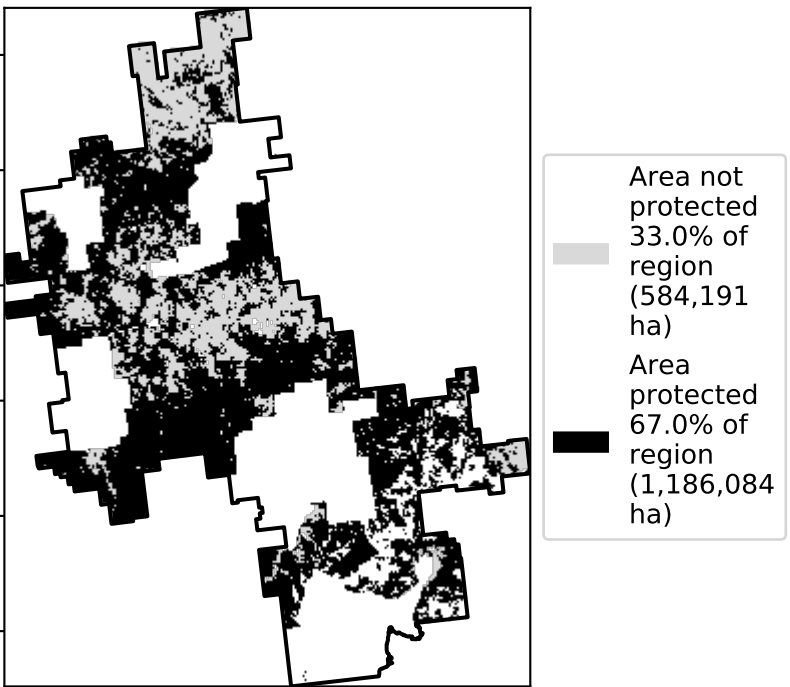 Area not
protected
33.0% of
region
(584,191
ha)
Area
protected
67.0% of
region
(1,186,084
ha)